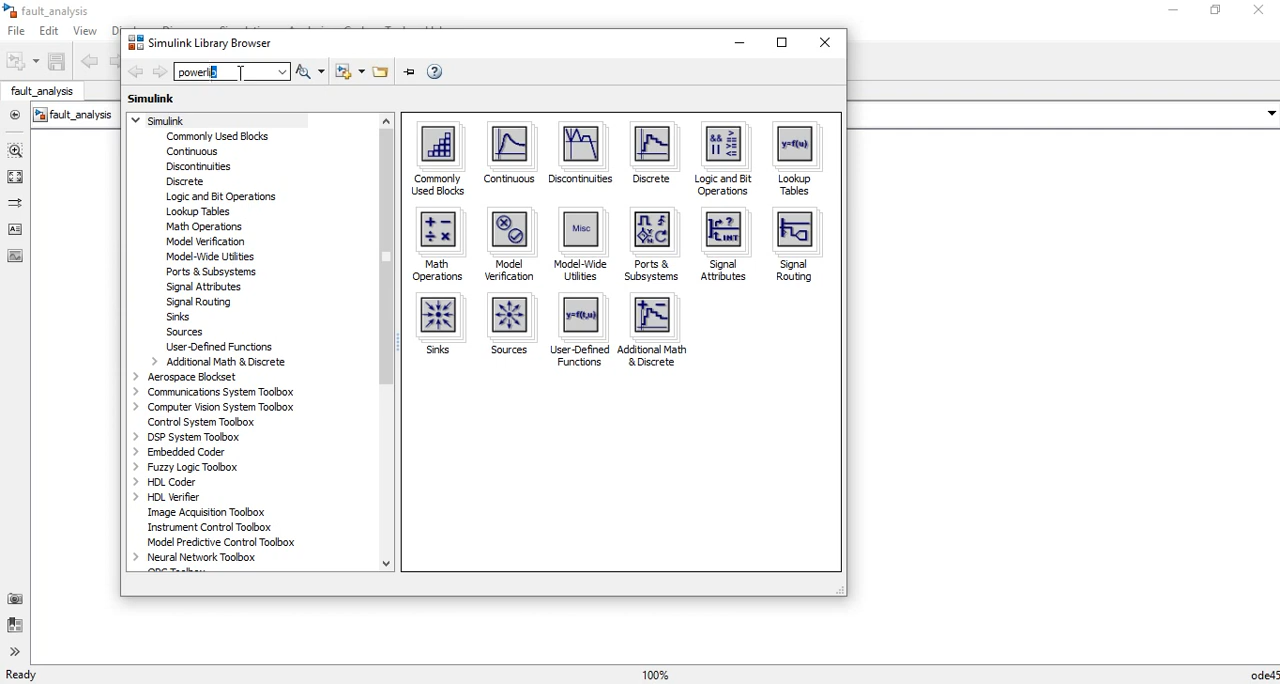 fault_analysis
File Edit View
Simulink Library Browser
powerli
fault_analysis
Simulink
fault_analysis
Simulink
Commonly Used Blocks
Continuous
Discontinuities
Discrete
Logic and Bit Operations
Lookup Tables
Math Operations
Model Verification
Model-Wide Utilities
Ports & Subsystems
Signal Attributes
Signal Routing
Sinks
Sources
User-Defined Functions
Additional Math & Discrete
Aerospace Blockset
Communications System Toolbox
Computer Vision System Toolbox
Control System Toolbox
DSP System Toolbox
Embedded Coder
Fuzzy Logic Toolbox
HDL Coder
HDL Verifier
Image Acquisition Toolbox
Instrument Control Toolbox
Model Predictive Control Toolbox
Neural Network Toolbox
OPC Toolbox
y=f(u)
Commonly
Used Blocks
Continuous
Discontinuities
Discrete
Logic and Bit
Operations
Lookup
Tables
Misc
Math
Operations
Model
Verification
Model-Wide
Utilities
Ports &
Subsystems
Signal
Attributes
Signal
Routing
y=f(t,u)
Sinks
Sources
User-Defined
Functions
Additional Math
& Discrete
Ready
100%
ode45